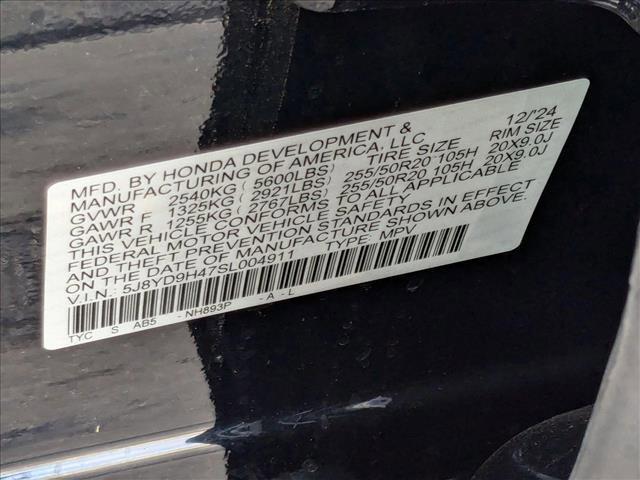 MFD. BY HONDA DEVELOPMENT & 12/'24
MANUFACTURING OF AMERICA, LLC
GVWR 2540KG ( 5600LBS) TIRE SIZE RIM SIZE
GAWR F 1325KG ( 2921LBS) 255/50R20 105H 20X9.0J
GAWR R 1255KG ( 2767LBS) 255/50R20 105H 20X9.0J
THIS VEHICLE CONFORMS TO ALL APPLICABLE
FEDERAL MOTOR VEHICLE SAFETY
AND THEFT PREVENTION STANDARDS IN EFFECT
ON THE DATE OF MANUFACTURE SHOWN ABOVE.
V.I.N.: 5J8YD9H47SL004911 TYPE: MPV
TYC S AB5 - NH893P - A - L